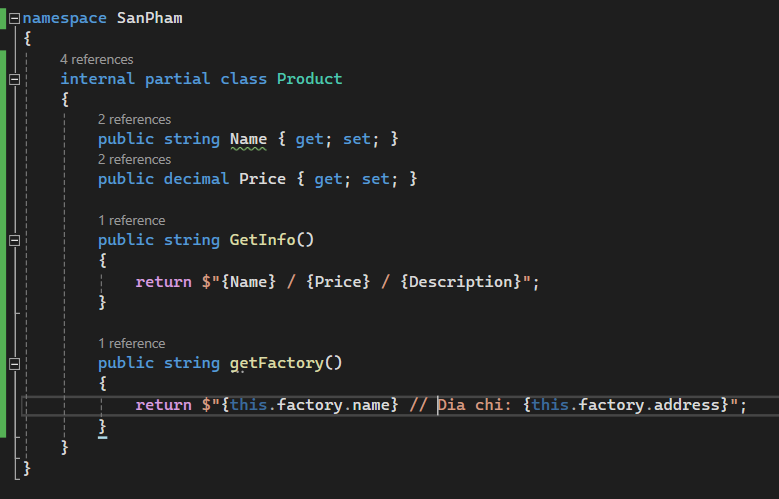 namespace SanPham
{
4 references
internal partial class Product
{
2 references
public string Name { get; set; }
2 references
public decimal Price { get; set; }
1 reference
public string GetInfo()
{
return $"{Name} / {Price} / {Description}";
}
1 reference
public string getFactory()
{
return $"{this.factory.name} // Dia chi: {this.factory.address}";
}
}
}